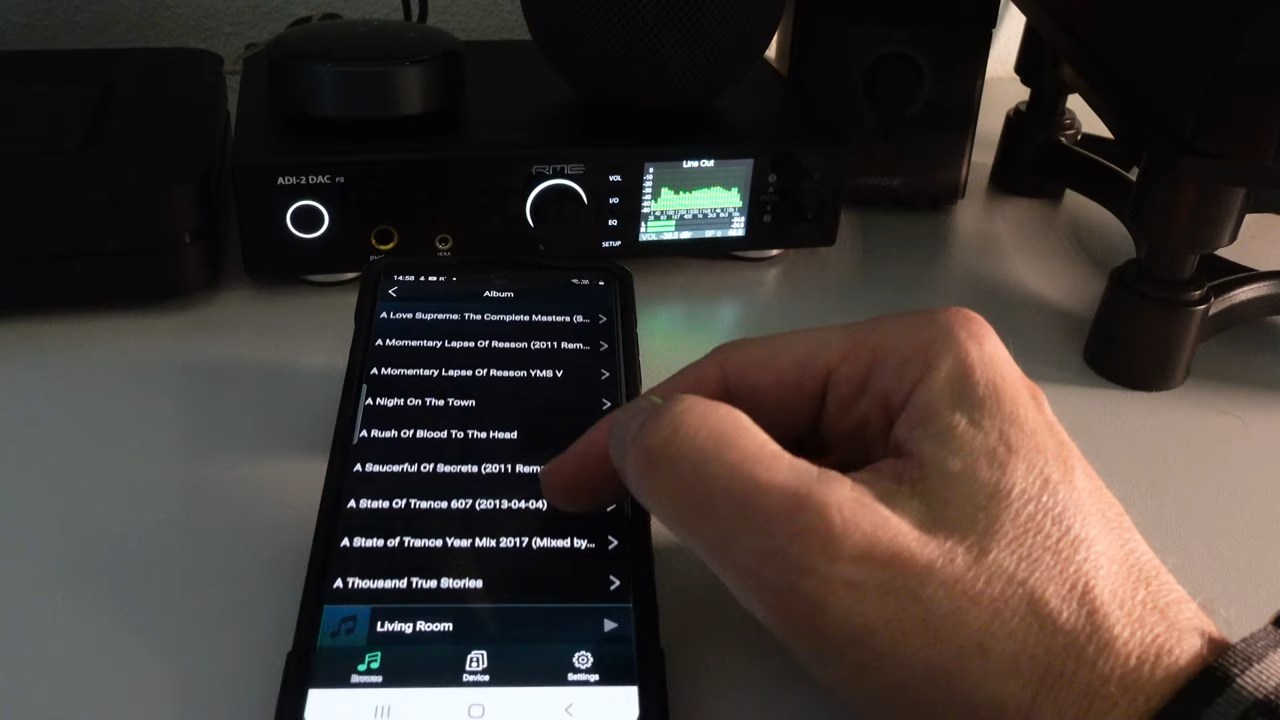 RME
ADI-2 DAC FS
VOL
I/O
EQ
SETUP
Line Out
14:58
Album
A Love Supreme: The Complete Masters (S...
A Momentary Lapse Of Reason (2011 Rem...
A Momentary Lapse Of Reason YMS V
A Night On The Town
A Rush Of Blood To The Head
A Saucerful Of Secrets (2011 Rem
A State Of Trance 607 (2013-04-04)
A State of Trance Year Mix 2017 (Mixed by...
A Thousand True Stories
Living Room
Browse
Device
Settings